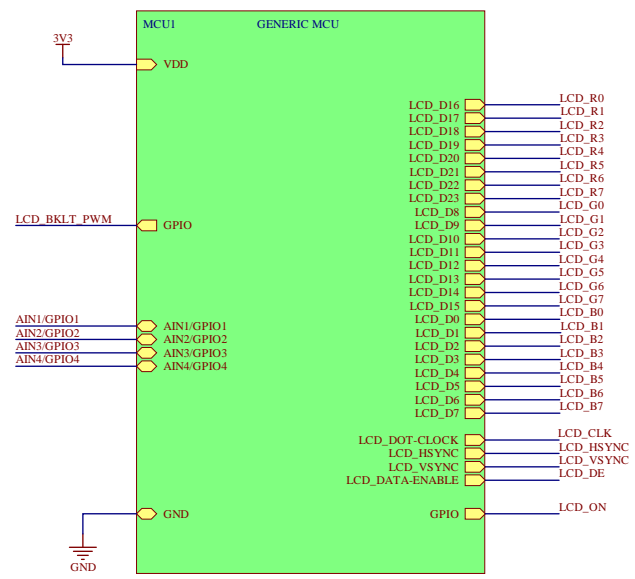 MCU1 GENERIC MCU
3V3
VDD
LCD_D16 LCD_R0
LCD_D17 LCD_R1
LCD_D18 LCD_R2
LCD_D19 LCD_R3
LCD_D20 LCD_R4
LCD_D21 LCD_R5
LCD_D22 LCD_R6
LCD_D23 LCD_R7
LCD_D8 LCD_G0
LCD_BKLT_PWM GPIO LCD_D9 LCD_G1
LCD_D10 LCD_G2
LCD_D11 LCD_G3
LCD_D12 LCD_G4
LCD_D13 LCD_G5
LCD_D14 LCD_G6
LCD_D15 LCD_G7
LCD_D0 LCD_B0
AIN1/GPIO1 AIN1/GPIO1 LCD_D1 LCD_B1
AIN2/GPIO2 AIN2/GPIO2 LCD_D2 LCD_B2
AIN3/GPIO3 AIN3/GPIO3 LCD_D3 LCD_B3
AIN4/GPIO4 AIN4/GPIO4 LCD_D4 LCD_B4
LCD_D5 LCD_B5
LCD_D6 LCD_B6
LCD_D7 LCD_B7
LCD_DOT-CLOCK LCD_CLK
LCD_HSYNC LCD_HSYNC
LCD_VSYNC LCD_VSYNC
LCD_DATA-ENABLE LCD_DE
GND GPIO LCD_ON
GND